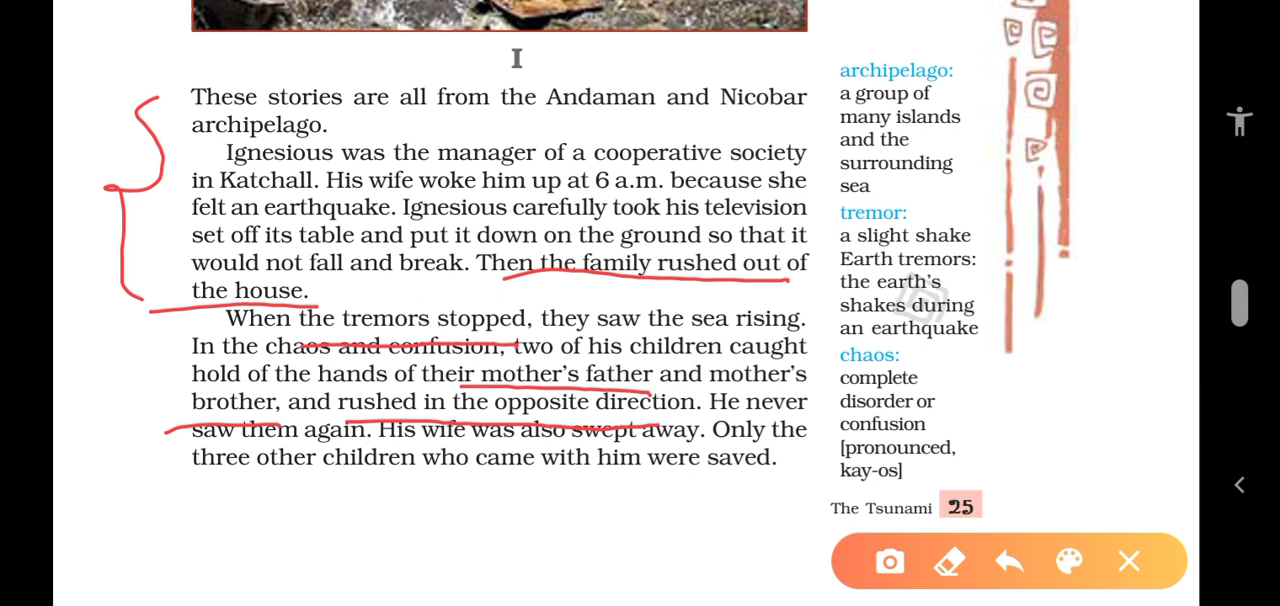 I
These stories are all from the Andaman and Nicobar
archipelago.
Ignesious was the manager of a cooperative society
in Katchall. His wife woke him up at 6 a.m. because she
felt an earthquake. Ignesious carefully took his television
set off its table and put it down on the ground so that it
would not fall and break. Then the family rushed out of
the house.
When the tremors stopped, they saw the sea rising.
In the chaos and confusion, two of his children caught
hold of the hands of their mother's father and mother's
brother, and rushed in the opposite direction. He never
saw them again. His wife was also swept away. Only the
three other children who came with him were saved.
archipelago:
a group of
many islands
and the
surrounding
sea
tremor:
a slight shake
Earth tremors:
the earth's
shakes during
an earthquake
chaos:
complete
disorder or
confusion
[pronounced,
kay-os]
The Tsunami 25